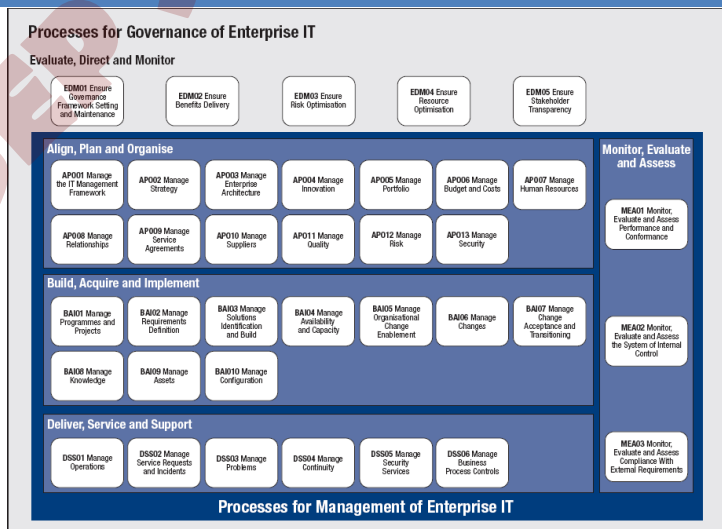 Processes for Governance of Enterprise IT
Evaluate, Direct and Monitor
EDM01 Ensure
Governance
Framework Setting
and Maintenance
EDM02 Ensure
Benefits Delivery
EDM03 Ensure
Risk Optimisation
EDM04 Ensure
Resource
Optimisation
EDM05 Ensure
Stakeholder
Transparency
Align, Plan and Organise
APO01 Manage
the IT Management
Framework
APO02 Manage
Strategy
APO03 Manage
Enterprise
Architecture
APO04 Manage
Innovation
APO05 Manage
Portfolio
APO06 Manage
Budget and Costs
APO07 Manage
Human Resources
APO08 Manage
Relationships
APO09 Manage
Service
Agreements
APO10 Manage
Suppliers
APO11 Manage
Quality
APO12 Manage
Risk
APO13 Manage
Security
Build, Acquire and Implement
BAI01 Manage
Programmes and
Projects
BAI02 Manage
Requirements
Definition
BAI03 Manage
Solutions
Identification
and Build
BAI04 Manage
Availability
and Capacity
BAI05 Manage
Organisational
Change
Enablement
BAI06 Manage
Changes
BAI07 Manage
Change
Acceptance and
Transitioning
BAI08 Manage
Knowledge
BAI09 Manage
Assets
BAI010 Manage
Configuration
Deliver, Service and Support
DSS01 Manage
Operations
DSS02 Manage
Service Requests
and Incidents
DSS03 Manage
Problems
DSS04 Manage
Continuity
DSS05 Manage
Security
Services
DSS06 Manage
Business
Process Controls
Monitor, Evaluate
and Assess
MEA01 Monitor,
Evaluate and Assess
Performance and
Conformance
MEA02 Monitor,
Evaluate and Assess
the System of Internal
Control
MEA03 Monitor,
Evaluate and Assess
Compliance With
External Requirements
Processes for Management of Enterprise IT